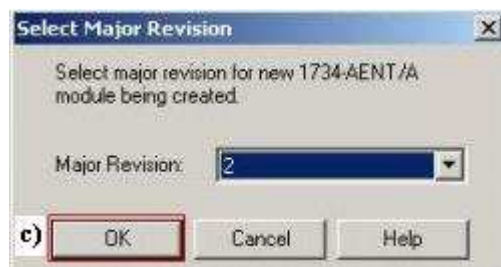 Select Major Revision
Select major revision for new 1734-AENT/A
module being created.
Major Revision: 2
c) OK Cancel Help